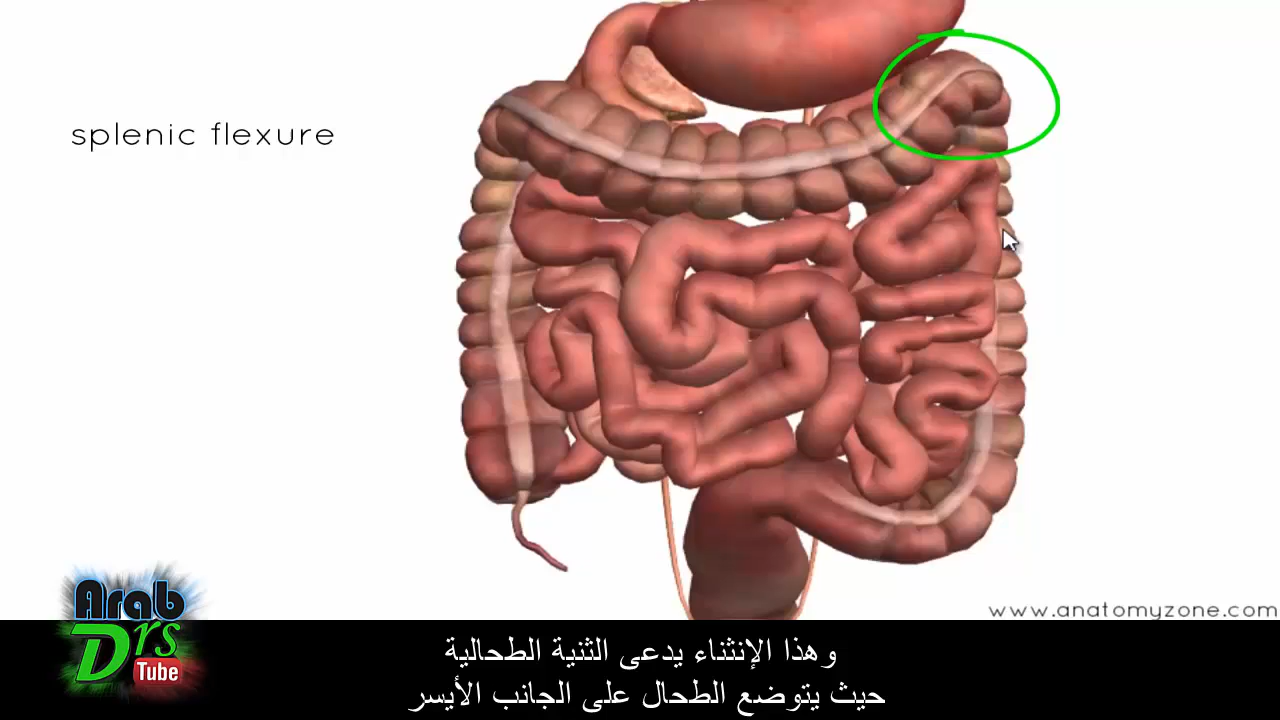 splenic flexure
www.anatomyzone.com
Arab
Drs
Tube
وهذا الإنثناء يدعى الثنية الطحالية
حيث يتوضع الطحال على الجانب الأيسر